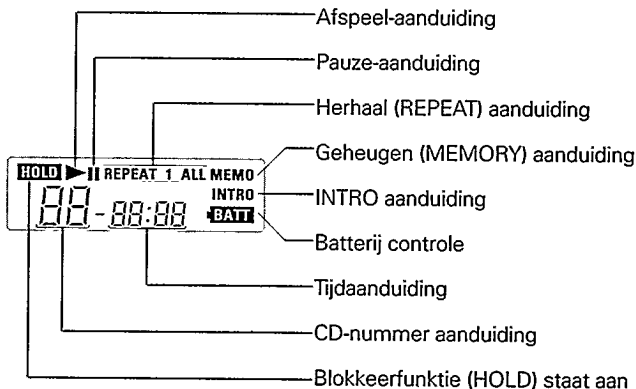 Afspeel-aanduiding
Pauze-aanduiding
Herhaal (REPEAT) aanduiding
Geheugen (MEMORY) aanduiding
HOLD REPEAT 1 ALL MEMO
INTRO
INTRO aanduiding
88-88:88 BATT
Batterij controle
Tijdaanduiding
CD-nummer aanduiding
Blokkeerfunktie (HOLD) staat aan